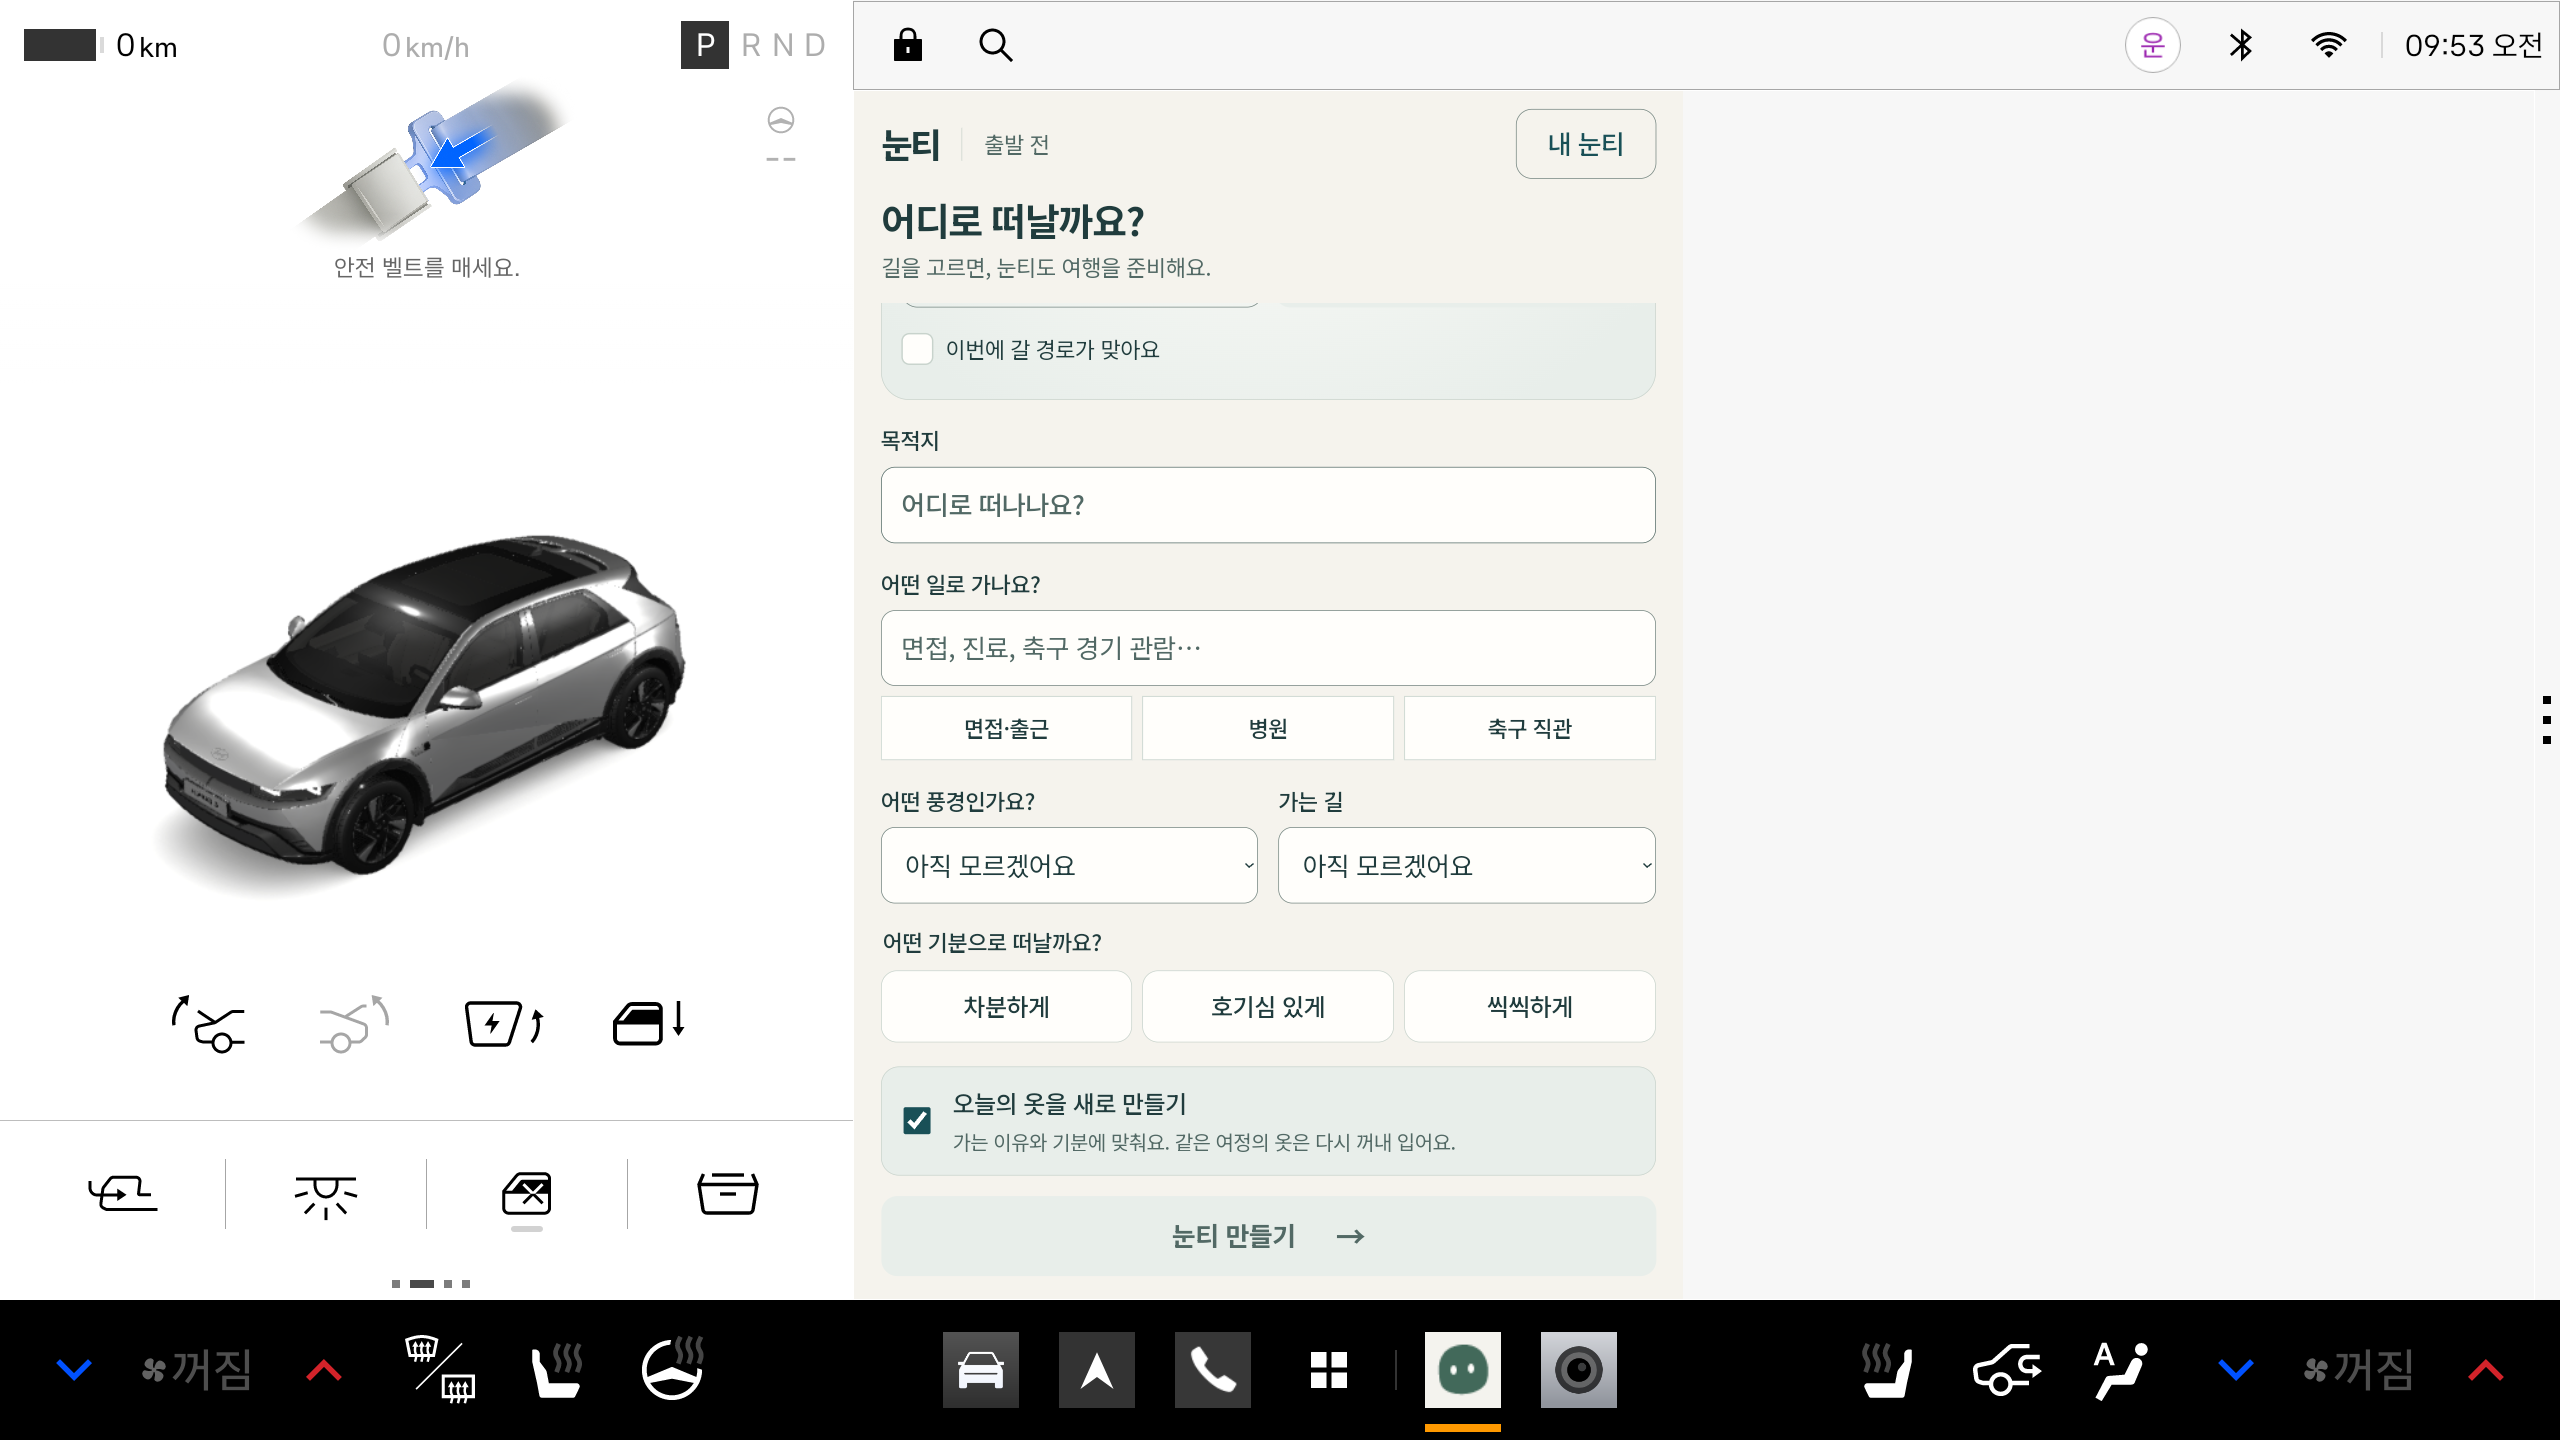 0 km
0 km/h
P R N D
안전 벨트를 매세요.
운
09:53 오전
눈티
출발 전
내 눈티
어디로 떠날까요?
길을 고르면, 눈티도 여행을 준비해요.
이번에 갈 경로가 맞아요
목적지
어디로 떠나나요?
어떤 일로 가나요?
면접, 진료, 축구 경기 관람…
면접·출근
병원
축구 직관
어떤 풍경인가요?
가는 길
아직 모르겠어요
아직 모르겠어요
어떤 기분으로 떠날까요?
차분하게
호기심 있게
씩씩하게
오늘의 옷을 새로 만들기
가는 이유와 기분에 맞춰요. 같은 여정의 옷은 다시 꺼내 입어요.
눈티 만들기 →
꺼짐
A
꺼짐